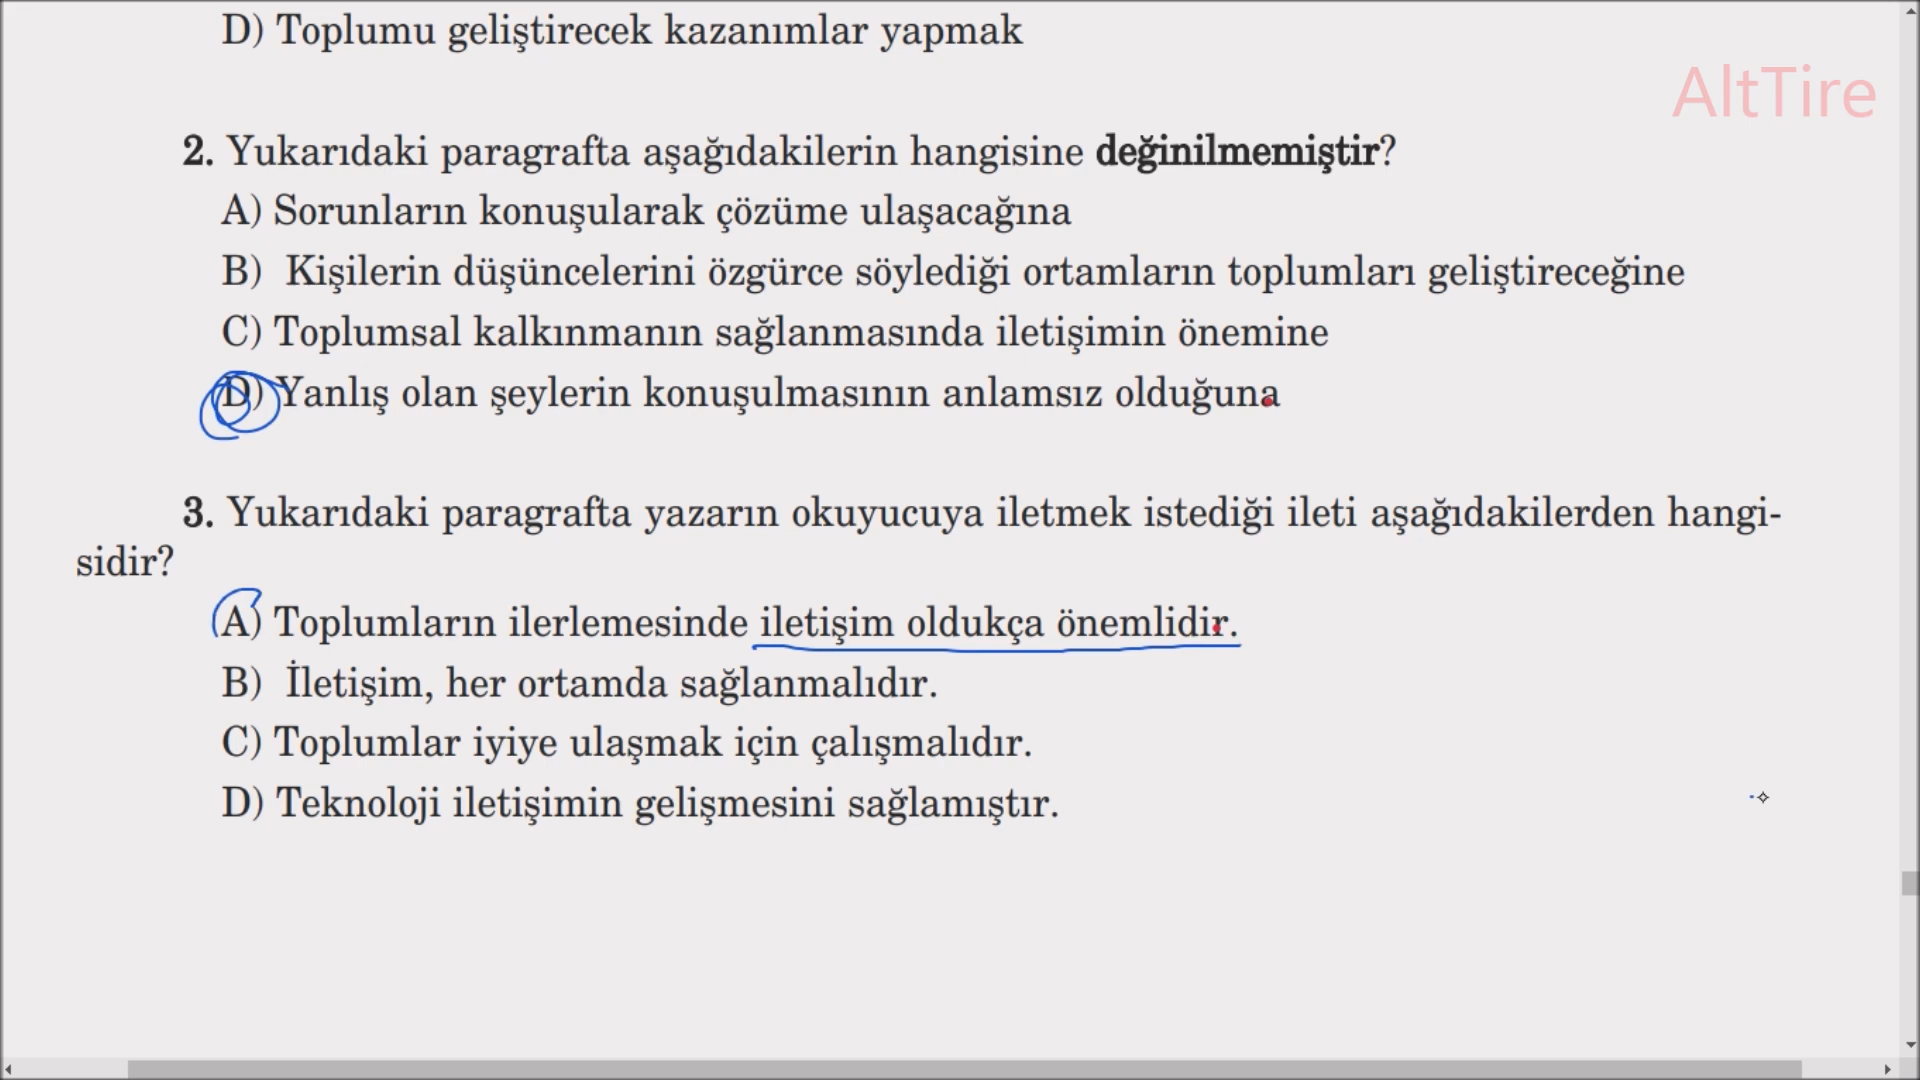 D) Toplumu geliştirecek kazanımlar yapmak
AltTire
2. Yukarıdaki paragrafta aşağıdakilerin hangisine değinilmemiştir?
A) Sorunların konuşularak çözüme ulaşacağına
B) Kişilerin düşüncelerini özgürce söylediği ortamların toplumları geliştireceğine
C) Toplumsal kalkınmanın sağlanmasında iletişimin önemine
D) Yanlış olan şeylerin konuşulmasının anlamsız olduğuna
3. Yukarıdaki paragrafta yazarın okuyucuya iletmek istediği ileti aşağıdakilerden hangi-
sidir?
A) Toplumların ilerlemesinde iletişim oldukça önemlidir.
B) İletişim, her ortamda sağlanmalıdır.
C) Toplumlar iyiye ulaşmak için çalışmalıdır.
D) Teknoloji iletişimin gelişmesini sağlamıştır.